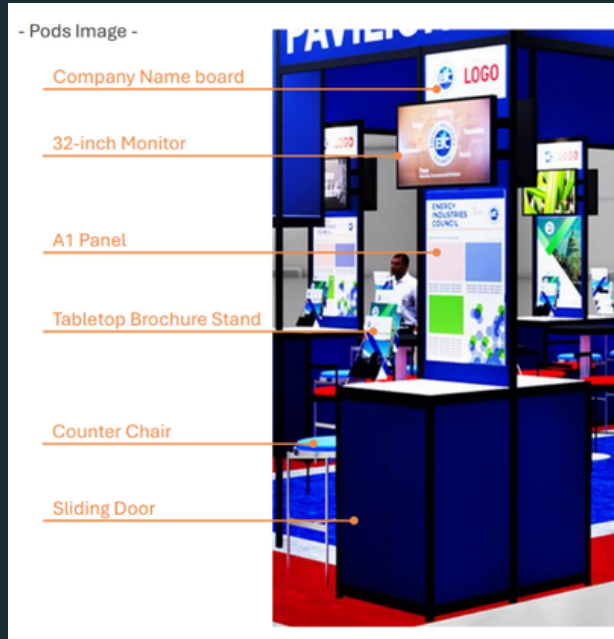 - Pods Image -
PAVILIO
Company Name board
LOGO
32-inch Monitor
A1 Panel
ENERGY
INDUSTRIES
COUNCIL
Tabletop Brochure Stand
Counter Chair
Sliding Door
LOGO
LOGO